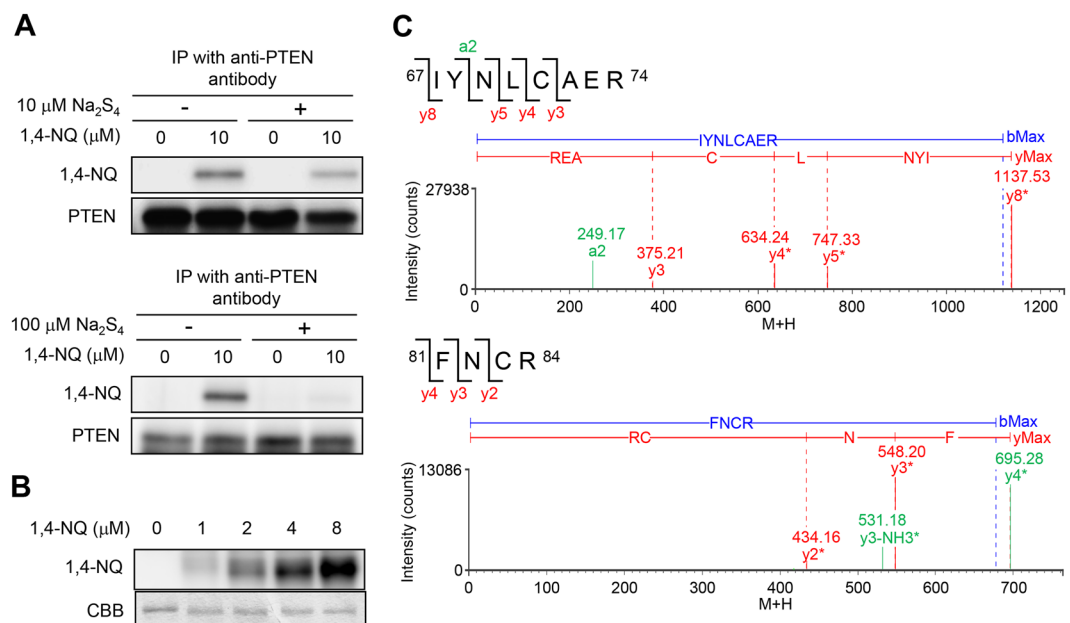 A
IP with anti-PTEN
antibody
10 μM Na₂S₄ - +
1,4-NQ (μM) 0 10 0 10
1,4-NQ
PTEN
IP with anti-PTEN
antibody
100 μM Na₂S₄ - +
1,4-NQ (μM) 0 10 0 10
1,4-NQ
PTEN
B
1,4-NQ (μM) 0 1 2 4 8
1,4-NQ
CBB
C
a2
67 I Y N L C A E R 74
y8 y5 y4 y3
IYNLCAER bMax
REA C L NYI yMax
27938
1137.53
y8*
249.17
a2
375.21
y3
634.24
y4*
747.33
y5*
Intensity (counts)
0
0 200 400 600 800 1000 1200
M+H
81 F N C R 84
y4 y3 y2
FNCR bMax
RC N F yMax
13086
548.20
y3*
695.28
y4*
531.18
y3-NH3*
434.16
y2*
Intensity (counts)
0
0 100 200 300 400 500 600 700
M+H